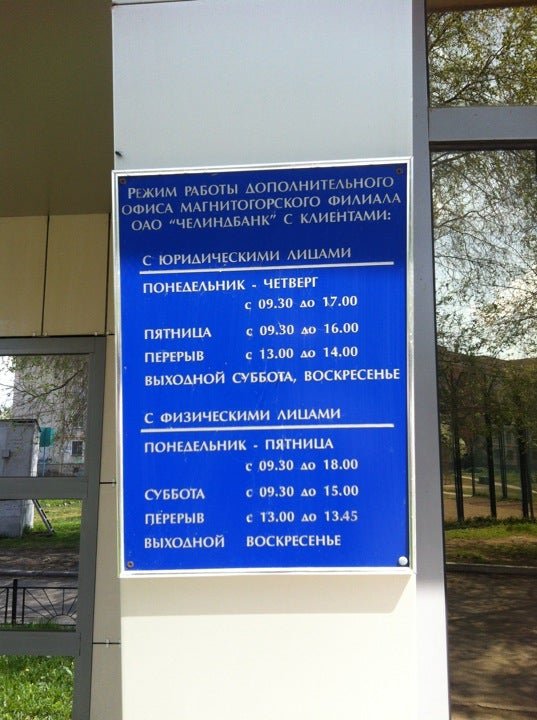 РЕЖИМ РАБОТЫ ДОПОЛНИТЕЛЬНОГО
ОФИСА МАГНИТОГОРСКОГО ФИЛИАЛА
ОАО "ЧЕЛИНДБАНК" С КЛИЕНТАМИ:
С ЮРИДИЧЕСКИМИ ЛИЦАМИ
ПОНЕДЕЛЬНИК - ЧЕТВЕРГ
с 09.30 до 17.00
ПЯТНИЦА с 09.30 до 16.00
ПЕРЕРЫВ с 13.00 до 14.00
ВЫХОДНОЙ СУББОТА, ВОСКРЕСЕНЬЕ
С ФИЗИЧЕСКИМИ ЛИЦАМИ
ПОНЕДЕЛЬНИК - ПЯТНИЦА
с 09.30 до 18.00
СУББОТА с 09.30 до 15.00
ПЕРЕРЫВ с 13.00 до 13.45
ВЫХОДНОЙ ВОСКРЕСЕНЬЕ